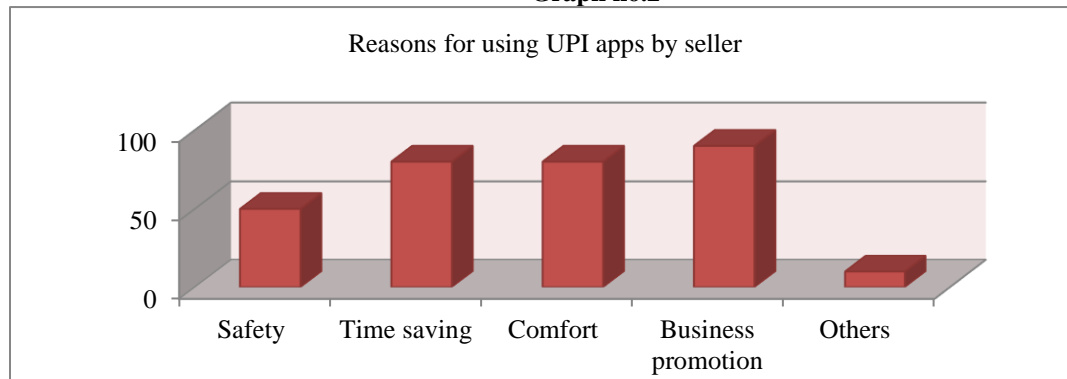 Reasons for using UPI apps by seller
100
50
0
Safety
Time saving
Comfort
Business
promotion
Others